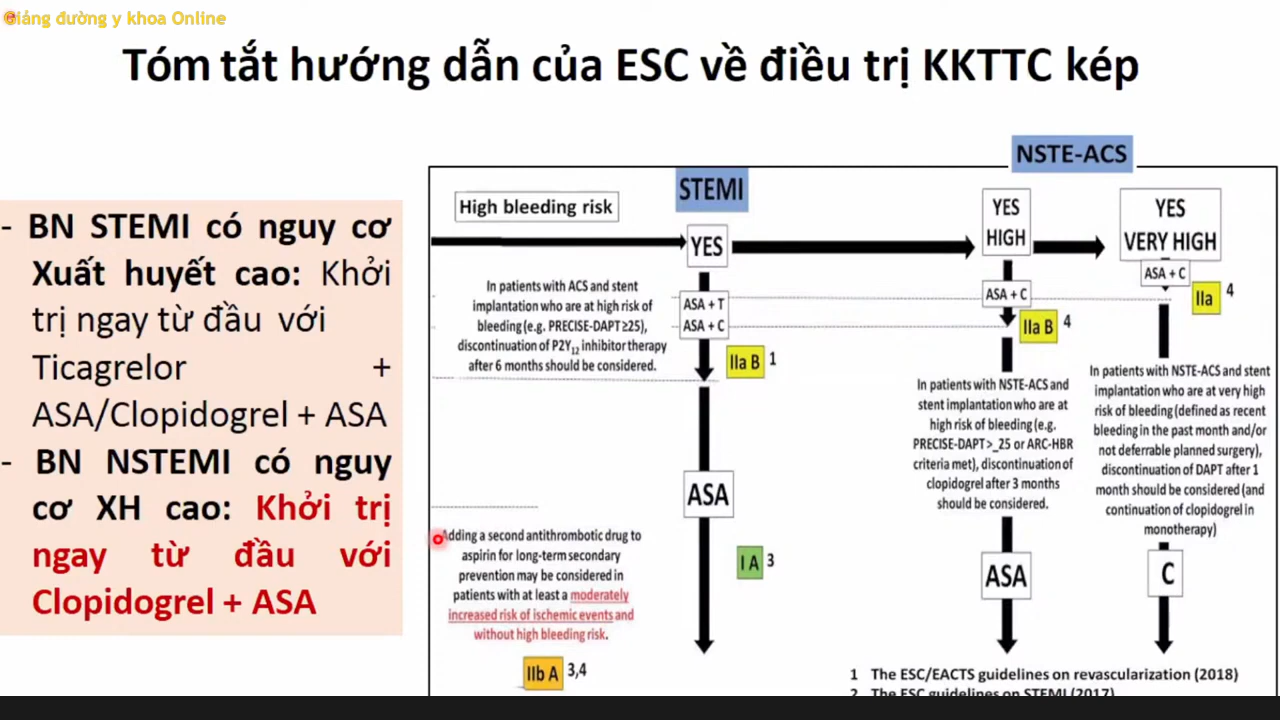 Giảng đường y khoa Online
Tóm tắt hướng dẫn của ESC về điều trị KKTTC kép
- BN STEMI có nguy cơ
Xuất huyết cao: Khởi
trị ngay từ đầu với
Ticagrelor +
ASA/Clopidogrel + ASA
- BN NSTEMI có nguy
cơ XH cao: Khởi trị
ngay từ đầu với
Clopidogrel + ASA
High bleeding risk
STEMI
YES
In patients with ACS and stent
implantation who are at high risk of
bleeding (e.g. PRECISE-DAPT ≥25),
discontinuation of P2Y12 inhibitor therapy
after 6 months should be considered.
ASA + T
ASA + C
IIa B 1
ASA
I A 3
Adding a second antithrombotic drug to
aspirin for long-term secondary
prevention may be considered in
patients with at least a moderately
increased risk of ischemic events and
without high bleeding risk.
IIb A 3,4
NSTE-ACS
YES
HIGH
ASA + C
IIa B 4
In patients with NSTE-ACS and
stent implantation who are at
high risk of bleeding (e.g.
PRECISE-DAPT >_25 or ARC-HBR
criteria met), discontinuation of
clopidogrel after 3 months
should be considered.
ASA
YES
VERY HIGH
ASA + C
IIa 4
In patients with NSTE-ACS and stent
implantation who are at very high
risk of bleeding (defined as recent
bleeding in the past month and/or
not deferrable planned surgery),
discontinuation of DAPT after 1
month should be considered (and
continuation of clopidogrel in
monotherapy)
C
1 The ESC/EACTS guidelines on revascularization (2018)
2 The ESC guidelines on STEMI (2017)